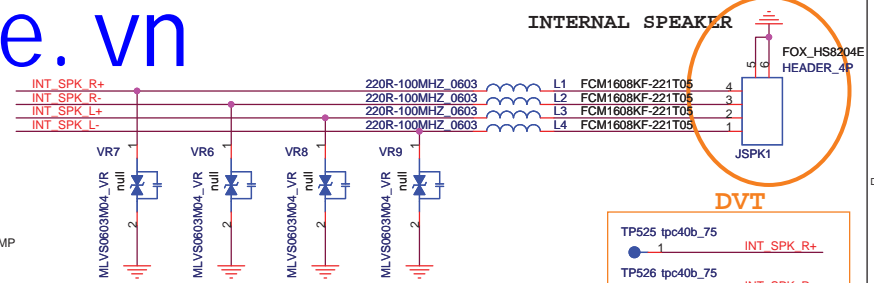 e.vn
INTERNAL SPEAKER
5
6
FOX_HS8204E
HEADER_4P
INT_SPK_R+ 220R-100MHZ_0603 L1 FCM1608KF-221T05 4
INT_SPK_R- 220R-100MHZ_0603 L2 FCM1608KF-221T05 3
INT_SPK_L+ 220R-100MHZ_0603 L3 FCM1608KF-221T05 2
INT_SPK_L- 220R-100MHZ_0603 L4 FCM1608KF-221T05 1
JSPK1
VR7 1 VR6 1 VR8 1 VR9 1
MLVS0603M04_VR null MLVS0603M04_VR null MLVS0603M04_VR null MLVS0603M04_VR null
2 2 2 2
MP
DVT
TP525 tpc40b_75
1 INT_SPK_R+
TP526 tpc40b_75